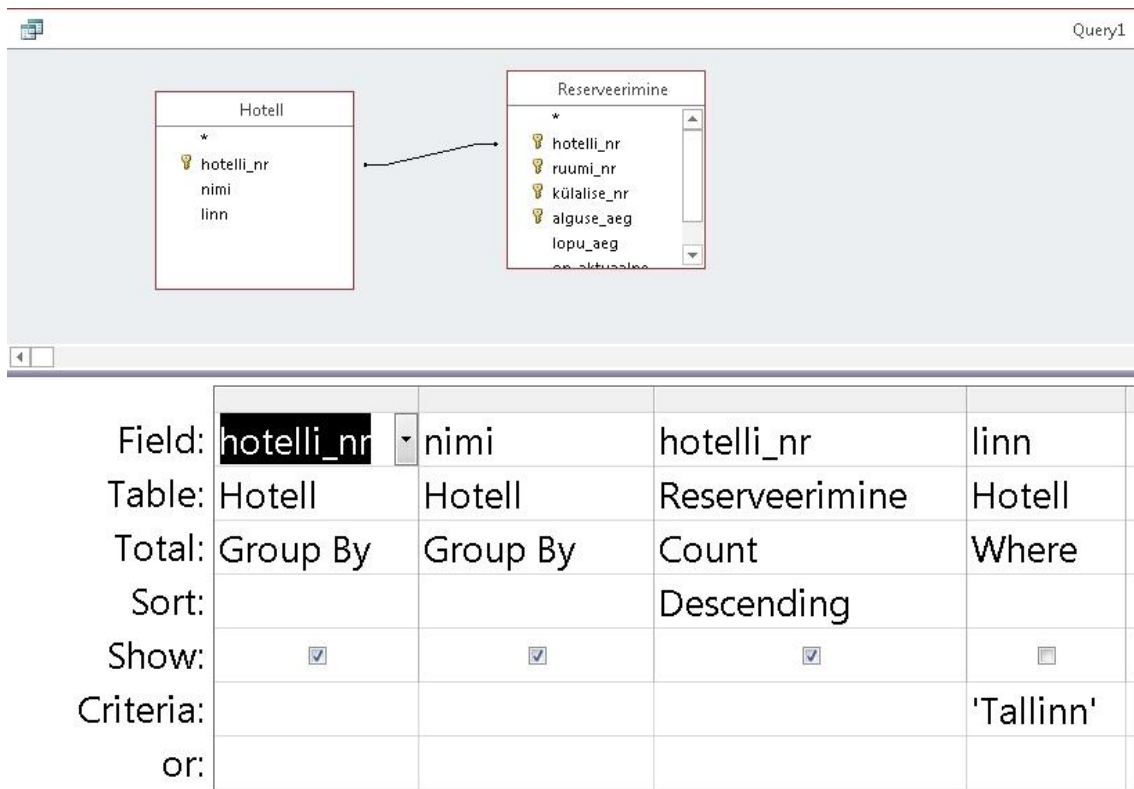 Query1
Hotell
*
hotelli_nr
nimi
linn
Reserveerimine
*
hotelli_nr
ruumi_nr
külalise_nr
alguse_aeg
lopu_aeg
on_aktuaalne
Field: hotelli_nr nimi hotelli_nr linn
Table: Hotell Hotell Reserveerimine Hotell
Total: Group By Group By Count Where
Sort: Descending
Show:
Criteria: 'Tallinn'
or: